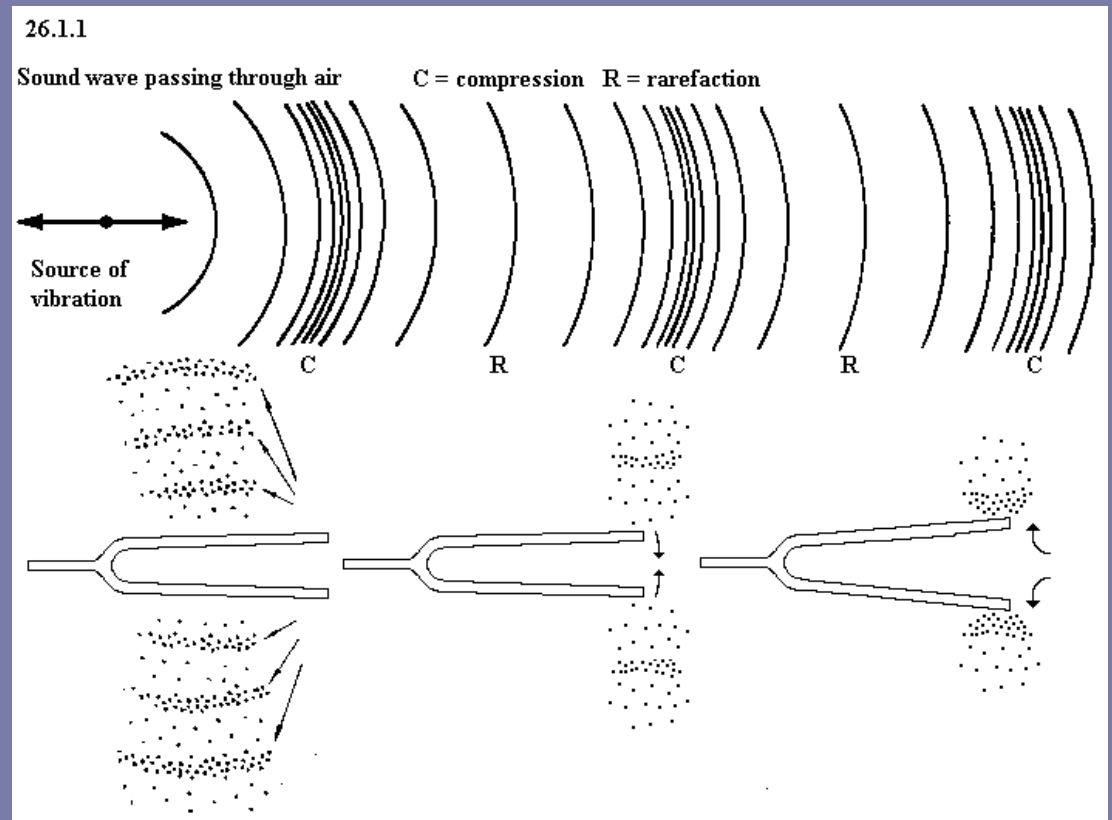 26.1.1
Sound wave passing through air C = compression R = rarefaction
Source of
vibration
C R C R C